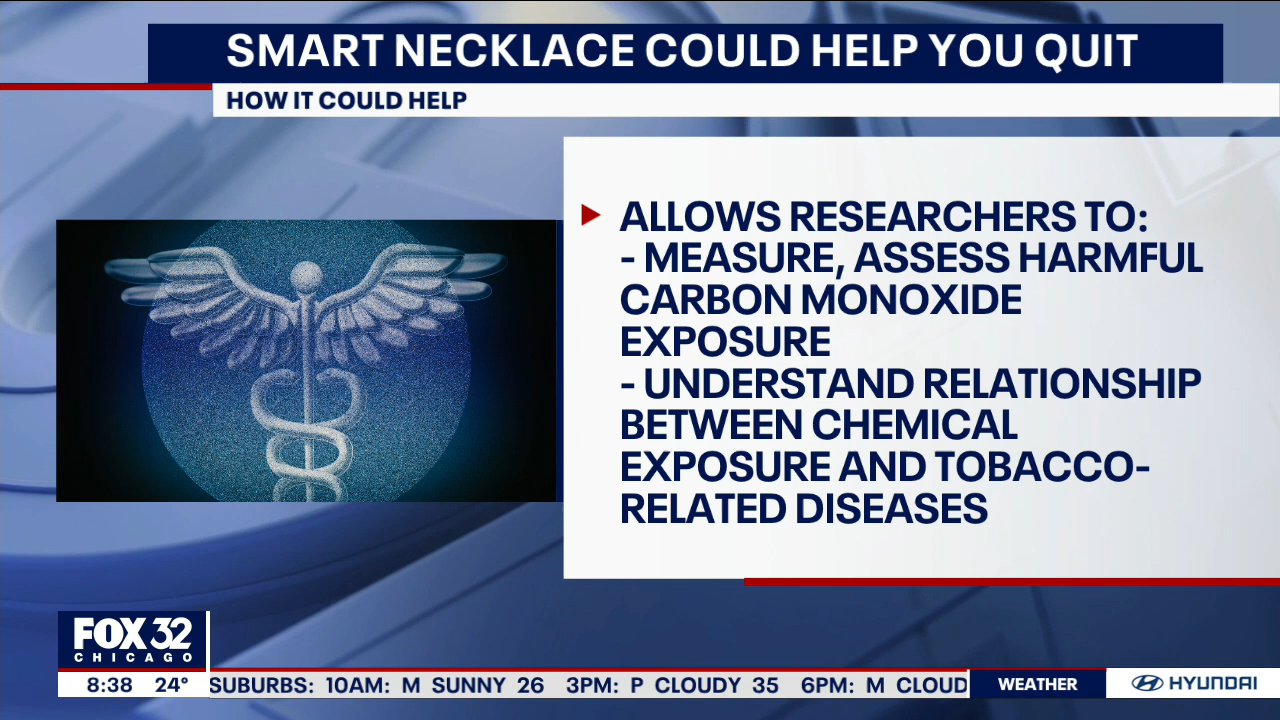 SMART NECKLACE COULD HELP YOU QUIT
HOW IT COULD HELP
ALLOWS RESEARCHERS TO:
- MEASURE, ASSESS HARMFUL
CARBON MONOXIDE
EXPOSURE
- UNDERSTAND RELATIONSHIP
BETWEEN CHEMICAL
EXPOSURE AND TOBACCO-
RELATED DISEASES
FOX 32
CHICAGO
8:38 24° SUBURBS: 10AM: M SUNNY 26 3PM: P CLOUDY 35 6PM: M CLOUD WEATHER HYUNDAI